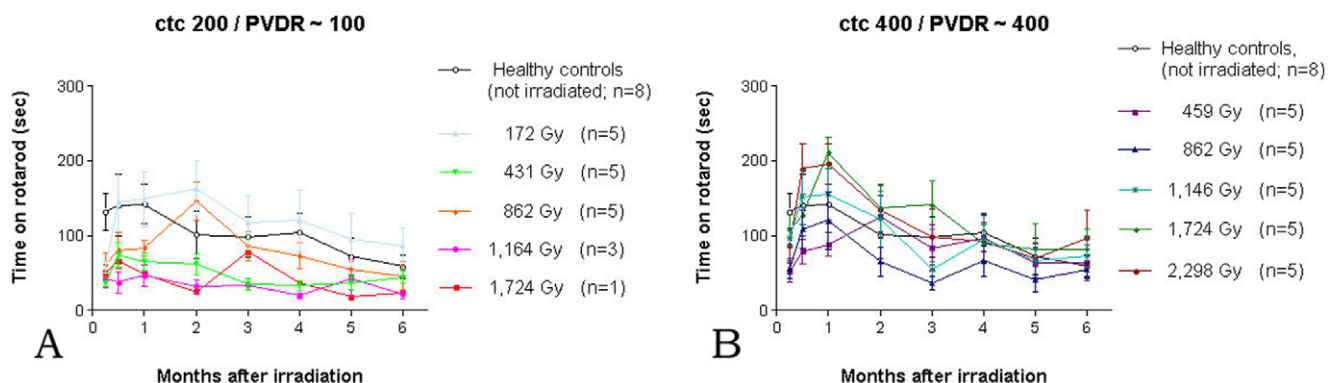 ctc 200 / PVDR ~ 100
Time on rotarod (sec)
300
200
100
0
0 1 2 3 4 5 6
Months after irradiation
A
Healthy controls
(not irradiated; n=8)
172 Gy (n=5)
431 Gy (n=5)
862 Gy (n=5)
1,164 Gy (n=3)
1,724 Gy (n=1)
ctc 400 / PVDR ~ 400
Time on rotarod (sec)
300
200
100
0
0 1 2 3 4 5 6
Months after irradiation
B
Healthy controls,
(not irradiated; n=8)
459 Gy (n=5)
862 Gy (n=5)
1,146 Gy (n=5)
1,724 Gy (n=5)
2,298 Gy (n=5)